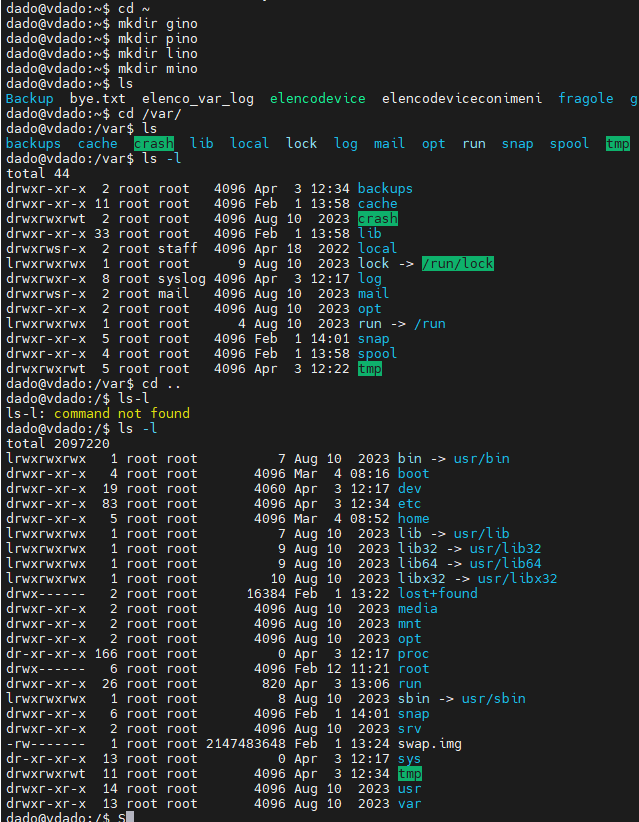 dado@vdado:~$ cd ~
dado@vdado:~$ mkdir gino
dado@vdado:~$ mkdir pino
dado@vdado:~$ mkdir lino
dado@vdado:~$ mkdir mino
dado@vdado:~$ ls
Backup  bye.txt  elenco_var_log  elencodevice  elencodeviceconimeni  fragole  g
dado@vdado:~$ cd /var/
dado@vdado:/var$ ls
backups  cache  crash  lib  local  lock  log  mail  opt  run  snap  spool  tmp
dado@vdado:/var$ ls -l
total 44
drwxr-xr-x  2 root root   4096 Apr  3 12:34 backups
drwxr-xr-x 11 root root   4096 Feb  1 13:58 cache
drwxrwxrwt  2 root root   4096 Aug 10  2023 crash
drwxr-xr-x 33 root root   4096 Feb  1 13:58 lib
drwxrwsr-x  2 root staff  4096 Apr 18  2022 local
lrwxrwxrwx  1 root root      9 Aug 10  2023 lock -> /run/lock
drwxrwxr-x  8 root syslog 4096 Apr  3 12:17 log
drwxrwsr-x  2 root mail   4096 Aug 10  2023 mail
drwxr-xr-x  2 root root   4096 Aug 10  2023 opt
lrwxrwxrwx  1 root root      4 Aug 10  2023 run -> /run
drwxr-xr-x  5 root root   4096 Feb  1 14:01 snap
drwxr-xr-x  4 root root   4096 Feb  1 13:58 spool
drwxrwxrwt  5 root root   4096 Apr  3 12:22 tmp
dado@vdado:/var$ cd ..
dado@vdado:/$ ls-l
ls-l: command not found
dado@vdado:/$ ls -l
total 2097220
lrwxrwxrwx   1 root root          7 Aug 10  2023 bin -> usr/bin
drwxr-xr-x   4 root root       4096 Mar  4 08:16 boot
drwxr-xr-x  19 root root       4060 Apr  3 12:17 dev
drwxr-xr-x  83 root root       4096 Apr  3 12:34 etc
drwxr-xr-x   5 root root       4096 Mar  4 08:52 home
lrwxrwxrwx   1 root root          7 Aug 10  2023 lib -> usr/lib
lrwxrwxrwx   1 root root          9 Aug 10  2023 lib32 -> usr/lib32
lrwxrwxrwx   1 root root          9 Aug 10  2023 lib64 -> usr/lib64
lrwxrwxrwx   1 root root         10 Aug 10  2023 libx32 -> usr/libx32
drwx------   2 root root      16384 Feb  1 13:22 lost+found
drwxr-xr-x   2 root root       4096 Aug 10  2023 media
drwxr-xr-x   2 root root       4096 Aug 10  2023 mnt
drwxr-xr-x   2 root root       4096 Aug 10  2023 opt
dr-xr-xr-x 166 root root          0 Apr  3 12:17 proc
drwx------   6 root root       4096 Feb 12 11:21 root
drwxr-xr-x  26 root root        820 Apr  3 13:06 run
lrwxrwxrwx   1 root root          8 Aug 10  2023 sbin -> usr/sbin
drwxr-xr-x   6 root root       4096 Feb  1 14:01 snap
drwxr-xr-x   2 root root       4096 Aug 10  2023 srv
-rw-------   1 root root 2147483648 Feb  1 13:24 swap.img
dr-xr-xr-x  13 root root          0 Apr  3 12:17 sys
drwxrwxrwt  11 root root       4096 Apr  3 12:34 tmp
drwxr-xr-x  14 root root       4096 Aug 10  2023 usr
drwxr-xr-x  13 root root       4096 Aug 10  2023 var
dado@vdado:/$ S